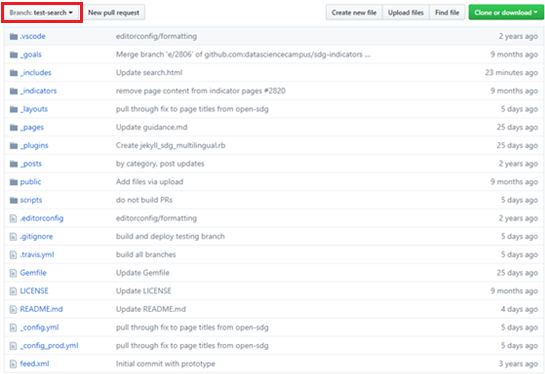 Branch: test-search New pull request Create new file Upload files Find file Clone or download
.vscode editorconfig/formatting 2 years ago
_goals Merge branch 'e/2806' of github.com:datasciencecampus/sdg-indicators ... 9 months ago
_includes Update search.html 23 minutes ago
_indicators remove page content from indicator pages #2820 9 months ago
_layouts pull through fix to page titles from open-sdg 5 days ago
_pages Update guidance.md 25 days ago
_plugins Create jekyll_sdg_multilingual.rb 25 days ago
_posts by category, post updates 3 years ago
public Add files via upload 9 months ago
scripts do not build PRs 5 days ago
.editorconfig editorconfig/formatting 2 years ago
.gitignore build and deploy testing branch 5 days ago
.travis.yml build all branches 5 days ago
Gemfile Update Gemfile 25 days ago
LICENSE Update LICENSE 9 months ago
README.md Update README.md 4 days ago
_config.yml pull through fix to page titles from open-sdg 5 days ago
_config_prod.yml pull through fix to page titles from open-sdg 5 days ago
feed.xml Initial commit with prototype 3 years ago